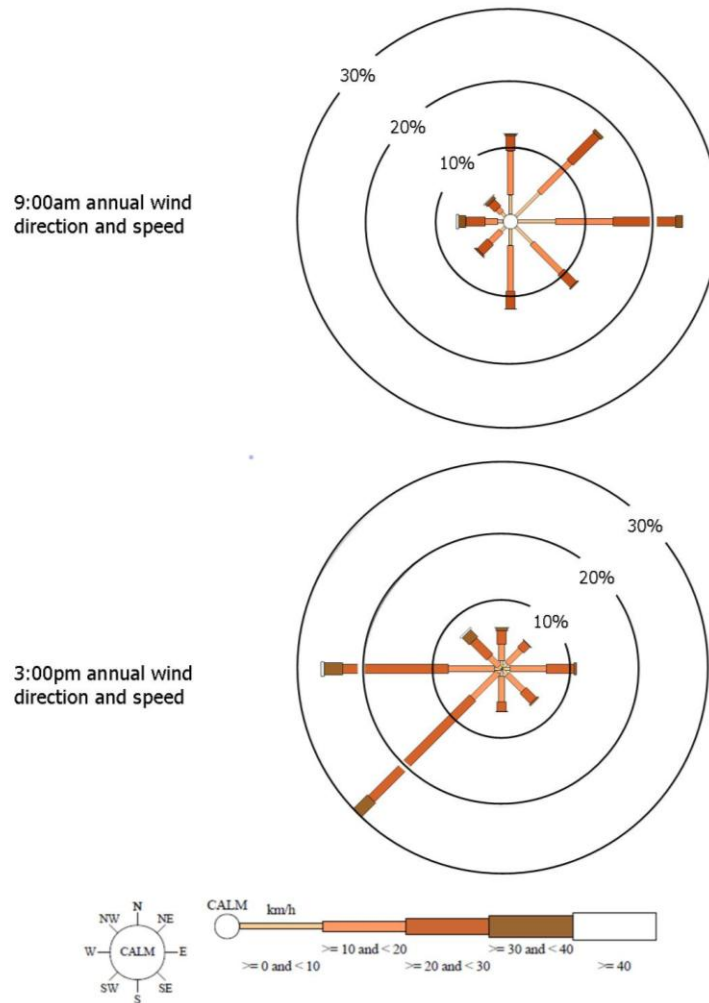 30%
20%
10%
9:00am annual wind
direction and speed
30%
20%
10%
3:00pm annual wind
direction and speed
CALM
km/h
N
NW NE
W CALM E
SW SE
S
>= 10 and < 20 >= 30 and < 40
>= 0 and < 10 >= 20 and < 30 >= 40